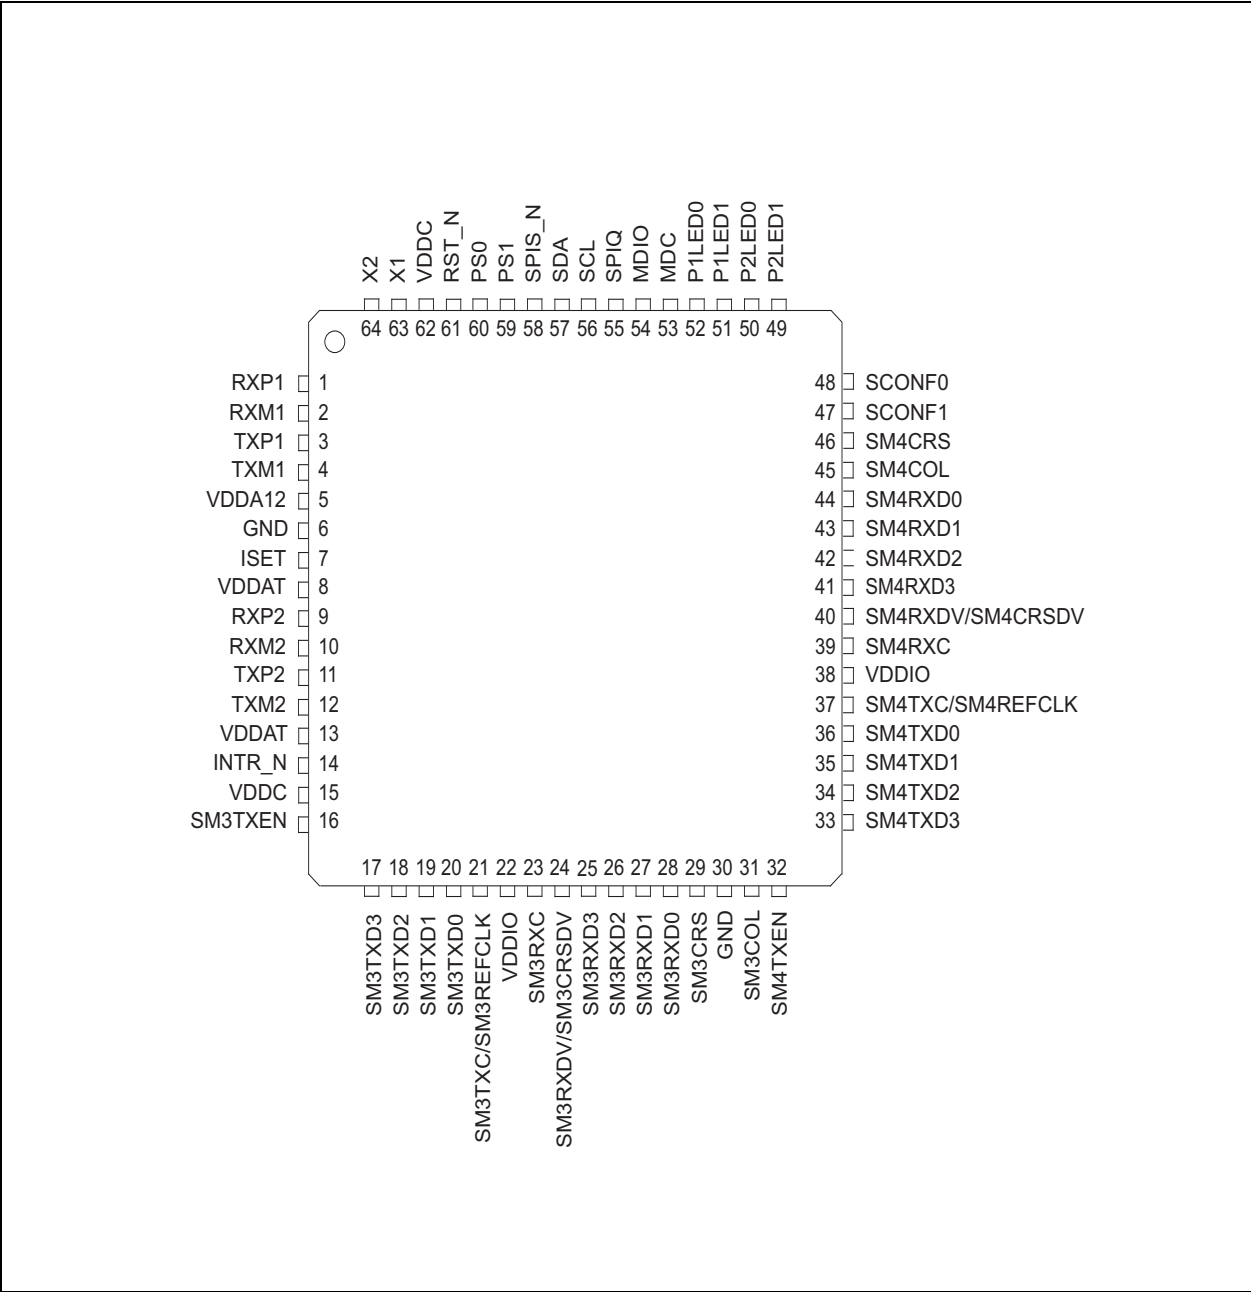 X2
X1
VDDC
RST_N
PS0
PS1
SPIS_N
SDA
SCL
SPIQ
MDIO
MDC
P1LED0
P1LED1
P2LED0
P2LED1
64 63 62 61 60 59 58 57 56 55 54 53 52 51 50 49
RXP1 1
RXM1 2
TXP1 3
TXM1 4
VDDA12 5
GND 6
ISET 7
VDDAT 8
RXP2 9
RXM2 10
TXP2 11
TXM2 12
VDDAT 13
INTR_N 14
VDDC 15
SM3TXEN 16
48 SCONF0
47 SCONF1
46 SM4CRS
45 SM4COL
44 SM4RXD0
43 SM4RXD1
42 SM4RXD2
41 SM4RXD3
40 SM4RXDV/SM4CRSDV
39 SM4RXC
38 VDDIO
37 SM4TXC/SM4REFCLK
36 SM4TXD0
35 SM4TXD1
34 SM4TXD2
33 SM4TXD3
17 18 19 20 21 22 23 24 25 26 27 28 29 30 31 32
SM3TXD3
SM3TXD2
SM3TXD1
SM3TXD0
SM3TXC/SM3REFCLK
VDDIO
SM3RXC
SM3RXDV/SM3CRSDV
SM3RXD3
SM3RXD2
SM3RXD1
SM3RXD0
SM3CRS
GND
SM3COL
SM4TXEN